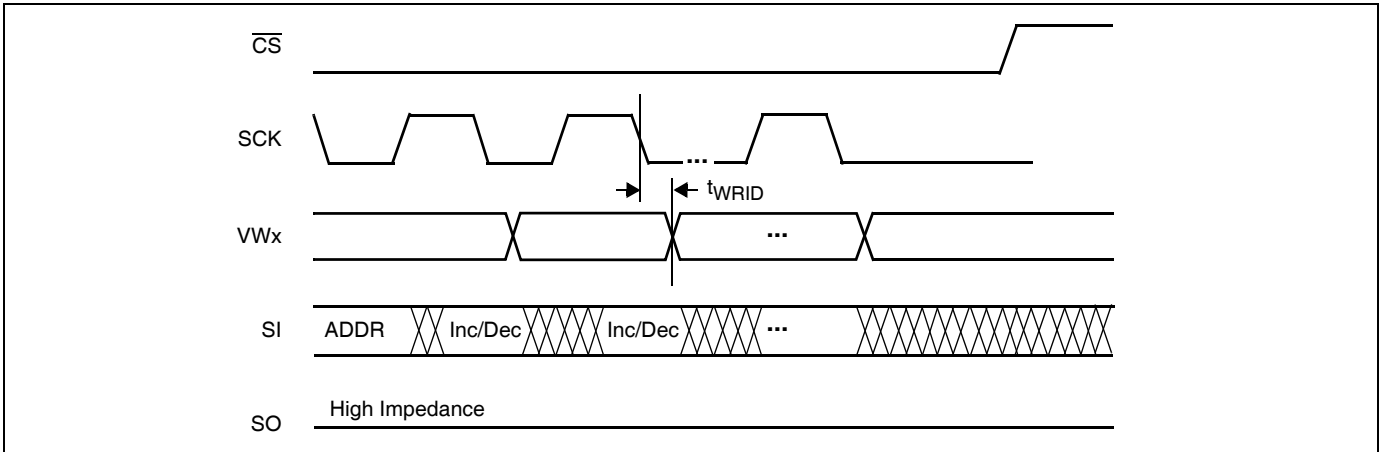 CS
SCK
...
tWRID
VWx
...
SI ADDR Inc/Dec Inc/Dec ...
High Impedance
SO